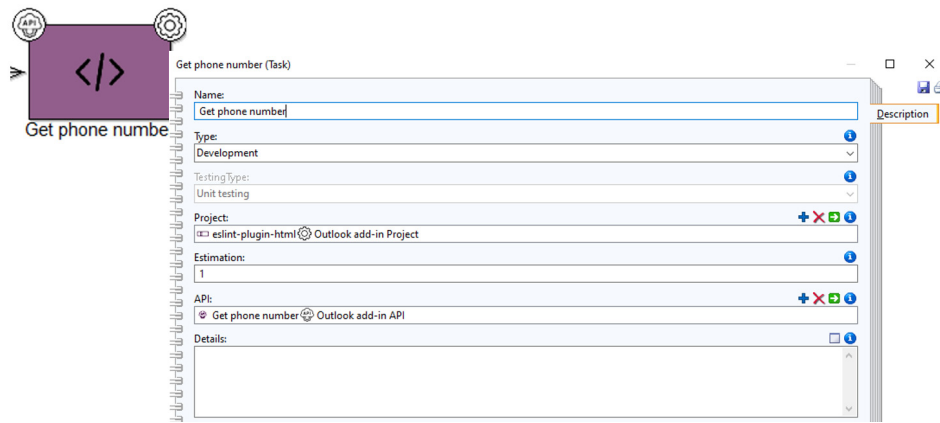 API
</>
Get phone numbe
Get phone number (Task)
Description
Name:
Get phone number
Type:
Development
TestingType:
Unit testing
Project:
eslint-plugin-html Outlook add-in Project
Estimation:
1
API:
Get phone number API Outlook add-in API
Details: